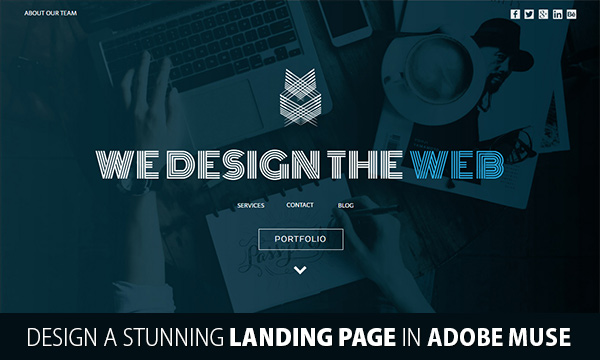 ABOUT OUR TEAM
WE DESIGN THE WEB
SERVICES CONTACT BLOG
PORTFOLIO
DESIGN A STUNNING LANDING PAGE IN ADOBE MUSE